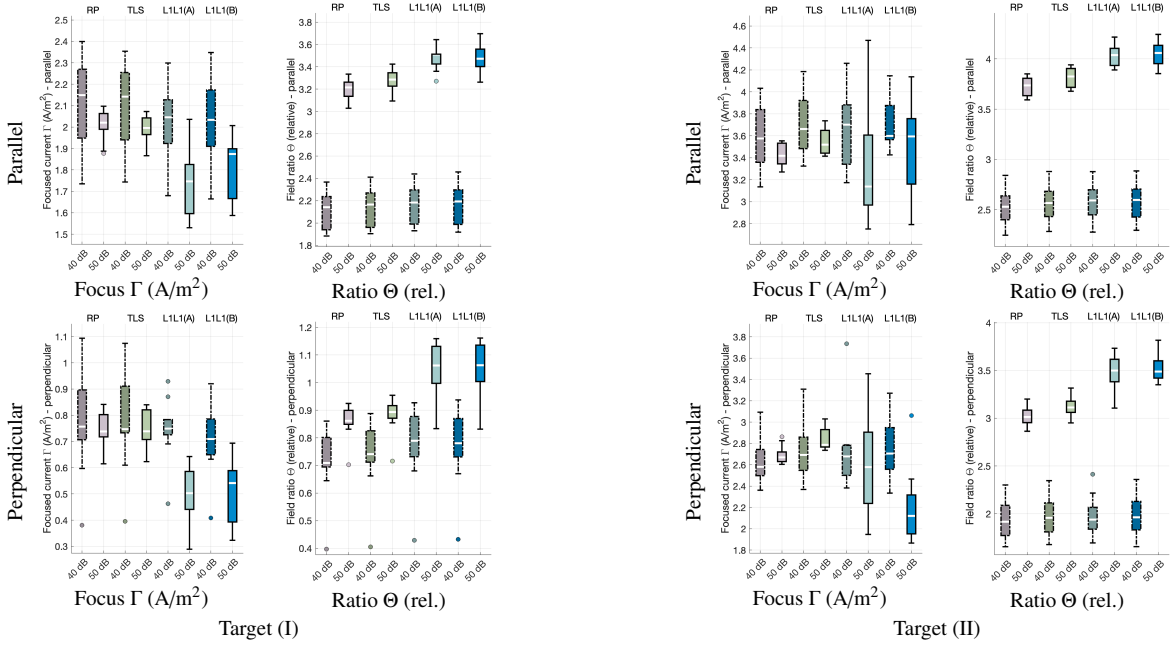 RP TLS L1L1(A) L1L1(B)
Parallel
Focused current Γ (A/m²) - parallel
2.5
2.4
2.3
2.2
2.1
2
1.9
1.8
1.7
1.6
1.5
40 dB 50 dB 40 dB 50 dB 40 dB 50 dB 40 dB 50 dB
Focus Γ (A/m²)
RP TLS L1L1(A) L1L1(B)
Field ratio Θ (relative) - parallel
3.8
3.6
3.4
3.2
3
2.8
2.6
2.4
2.2
2
1.8
40 dB 50 dB 40 dB 50 dB 40 dB 50 dB 40 dB 50 dB
Ratio Θ (rel.)
RP TLS L1L1(A) L1L1(B)
Parallel
Focused current Γ (A/m²) - parallel
4.6
4.4
4.2
4
3.8
3.6
3.4
3.2
3
2.8
40 dB 50 dB 40 dB 50 dB 40 dB 50 dB 40 dB 50 dB
Focus Γ (A/m²)
RP TLS L1L1(A) L1L1(B)
Field ratio Θ (relative) - parallel
4
3.5
3
2.5
40 dB 50 dB 40 dB 50 dB 40 dB 50 dB 40 dB 50 dB
Ratio Θ (rel.)
RP TLS L1L1(A) L1L1(B)
Perpendicular
Focused current Γ (A/m²) - perpendicular
1.1
1
0.9
0.8
0.7
0.6
0.5
0.4
0.3
40 dB 50 dB 40 dB 50 dB 40 dB 50 dB 40 dB 50 dB
Focus Γ (A/m²)
RP TLS L1L1(A) L1L1(B)
Field ratio Θ (relative) - perpendicular
1.2
1.1
1
0.9
0.8
0.7
0.6
0.5
0.4
40 dB 50 dB 40 dB 50 dB 40 dB 50 dB 40 dB 50 dB
Ratio Θ (rel.)
Target (I)
RP TLS L1L1(A) L1L1(B)
Perpendicular
Focused current Γ (A/m²) - perpendicular
4
3.8
3.6
3.4
3.2
3
2.8
2.6
2.4
2.2
2
1.8
40 dB 50 dB 40 dB 50 dB 40 dB 50 dB 40 dB 50 dB
Focus Γ (A/m²)
RP TLS L1L1(A) L1L1(B)
Field ratio Θ (relative) - perpendicular
4
3.5
3
2.5
2
40 dB 50 dB 40 dB 50 dB 40 dB 50 dB 40 dB 50 dB
Ratio Θ (rel.)
Target (II)